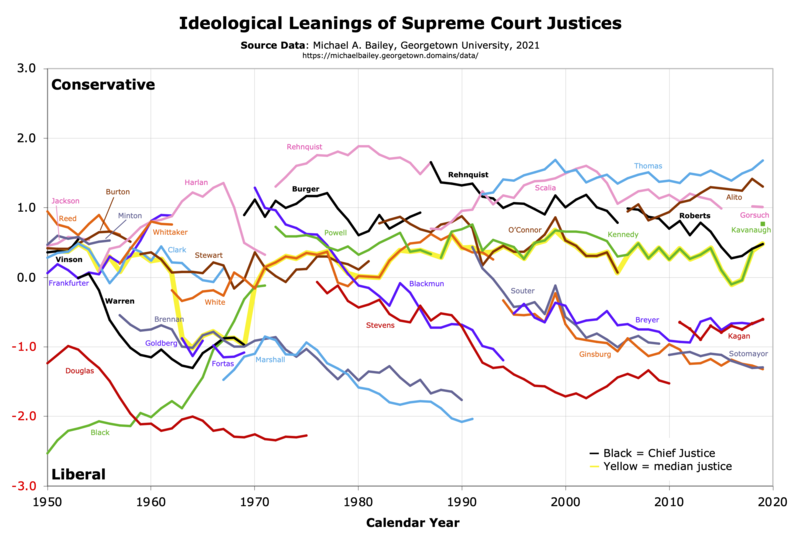 Ideological Leanings of Supreme Court Justices
Source Data: Michael A. Bailey, Georgetown University, 2021
https://michaelbailey.georgetown.domains/data/
3.0
Conservative
2.0
1.0
0.0
-1.0
-2.0
-3.0
Liberal
Jackson
Reed
Burton
Minton
Vinson
Frankfurter
Whittaker
Harlan
Clark
Stewart
White
Warren
Brennan
Goldberg
Fortas
Douglas
Black
Marshall
Rehnquist
Burger
Powell
Stevens
Blackmun
Rehnquist
Scalia
O'Connor
Souter
Thomas
Kennedy
Ginsburg
Breyer
Roberts
Alito
Gorsuch
Kavanaugh
Kagan
Sotomayor
Black = Chief Justice
Yellow = median justice
1950
1960
1970
1980
1990
2000
2010
2020
Calendar Year